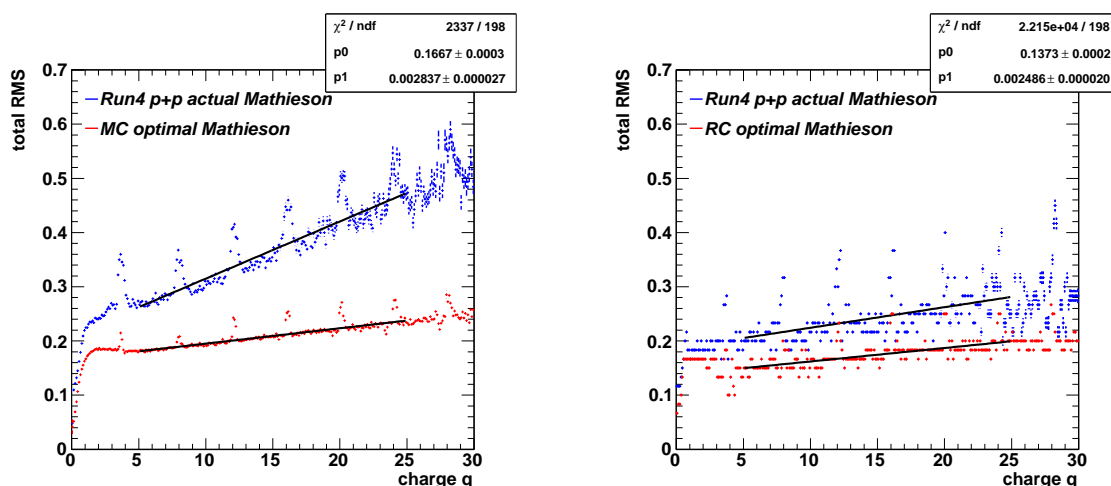 χ² / ndf 2337 / 198
p0 0.1667 ± 0.0003
p1 0.002837 ± 0.000027
total RMS
0.7
0.6
0.5
0.4
0.3
0.2
0.1
0
Run4 p+p actual Mathieson
MC optimal Mathieson
0 5 10 15 20 25 30
charge q
χ² / ndf 2.215e+04 / 198
p0 0.1373 ± 0.0002
p1 0.002486 ± 0.000020
total RMS
0.7
0.6
0.5
0.4
0.3
0.2
0.1
0
Run4 p+p actual Mathieson
RC optimal Mathieson
0 5 10 15 20 25 30
charge q